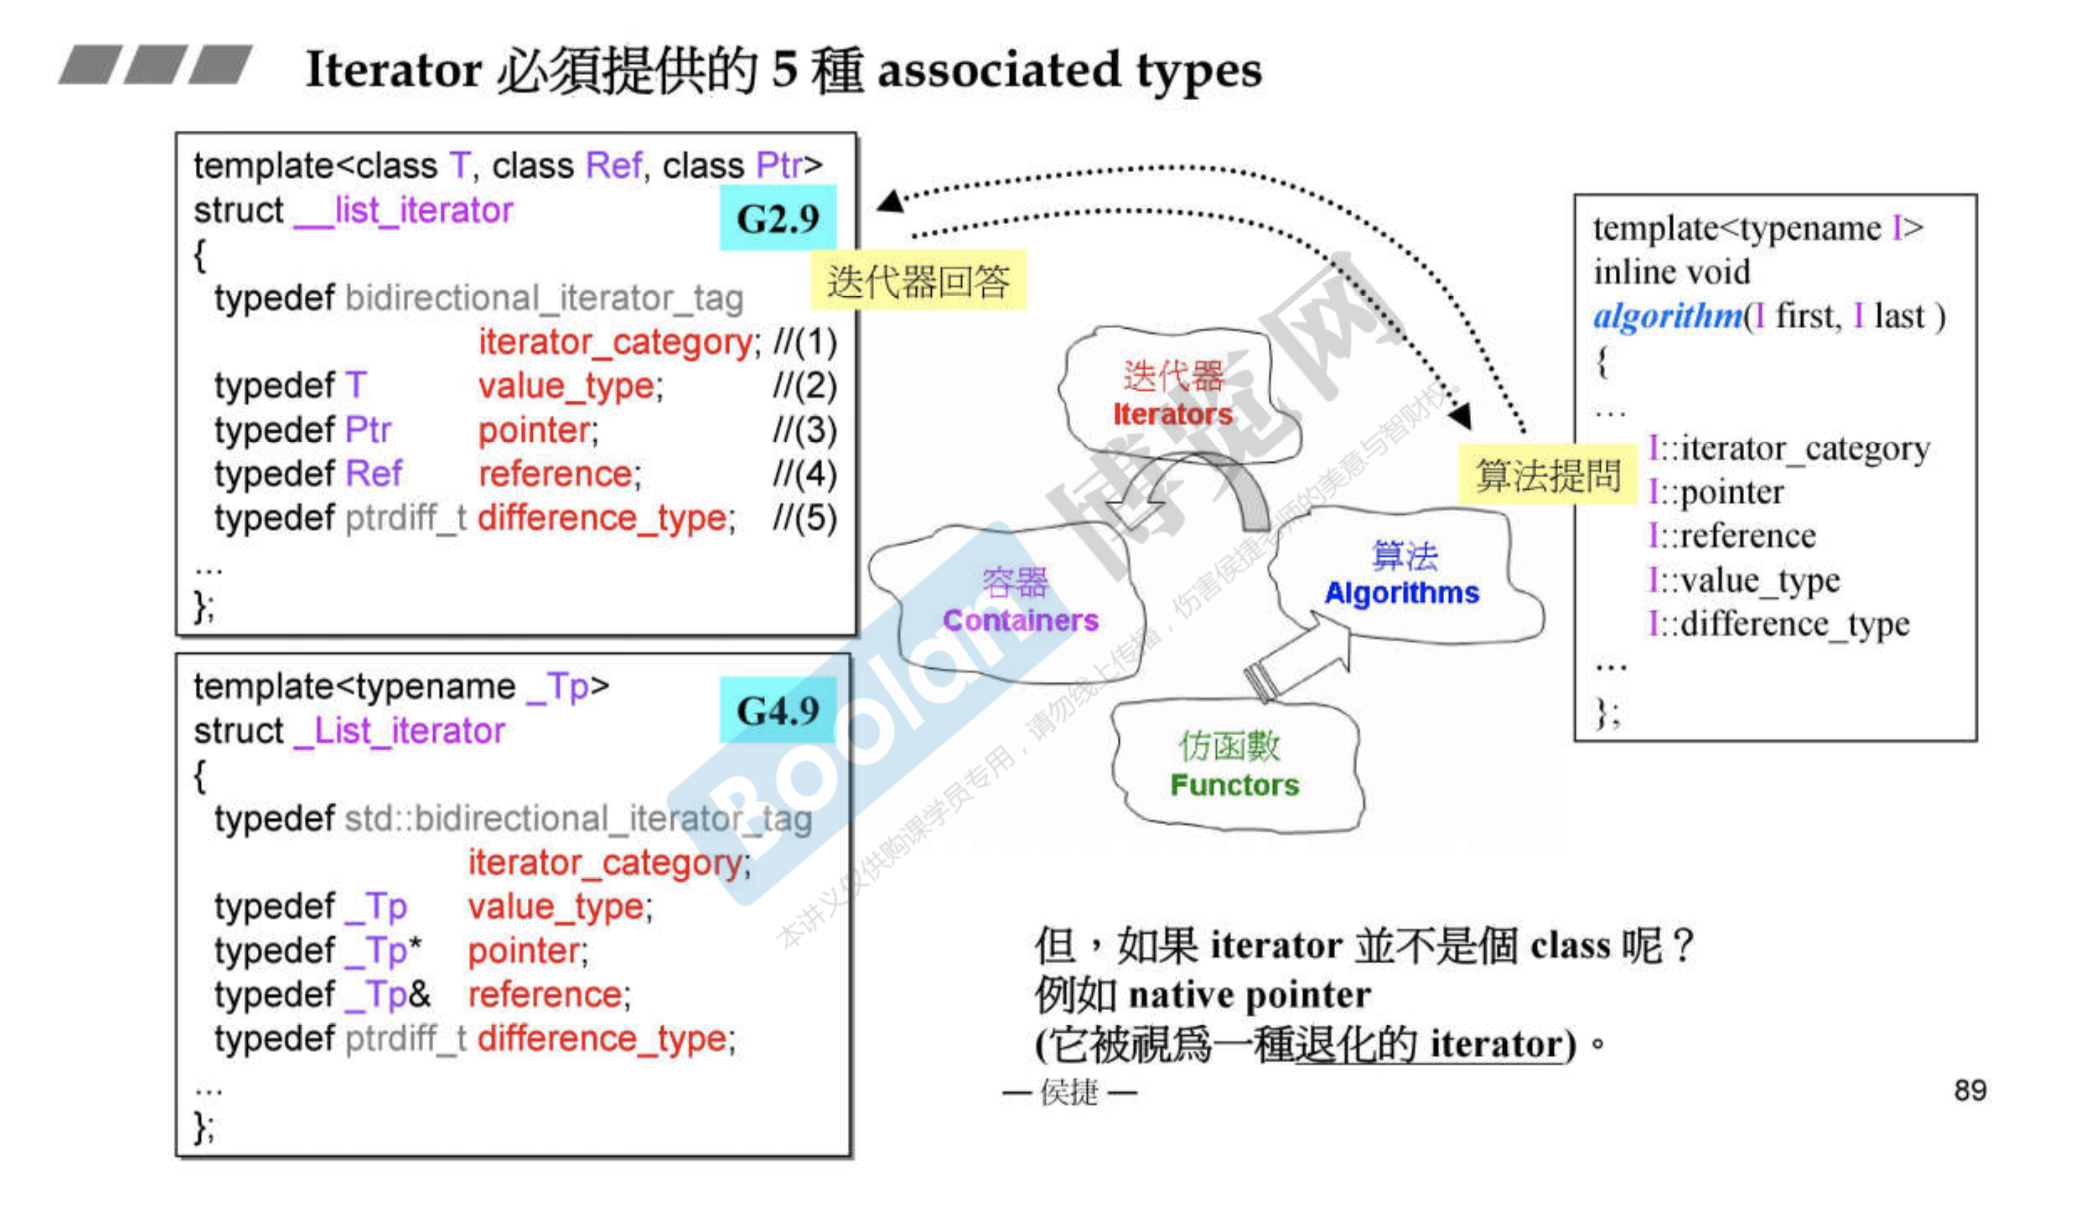 Iterator 必須提供的 5 種 associated types
template<class T, class Ref, class Ptr>
struct __list_iterator
G2.9
{
typedef bidirectional_iterator_tag
iterator_category; //(1)
typedef T value_type; //(2)
typedef Ptr pointer; //(3)
typedef Ref reference; //(4)
typedef ptrdiff_t difference_type; //(5)
...
};
template<typename _Tp>
struct _List_iterator
G4.9
{
typedef std::bidirectional_iterator_tag
iterator_category;
typedef _Tp value_type;
typedef _Tp* pointer;
typedef _Tp& reference;
typedef ptrdiff_t difference_type;
...
};
迭代器回答
迭代器
Iterators
容器
Containers
算法
Algorithms
仿函數
Functors
算法提問
template<typename I>
inline void
algorithm(I first, I last )
{
...
I::iterator_category
I::pointer
I::reference
I::value_type
I::difference_type
...
};
但，如果 iterator 並不是個 class 呢？
例如 native pointer
(它被視爲一種退化的 iterator)。
— 侯捷 —
89
Boolan
博览网
本讲义仅供购课学员专用，请勿线上传播，伤害侯捷老师的美意与智财权。